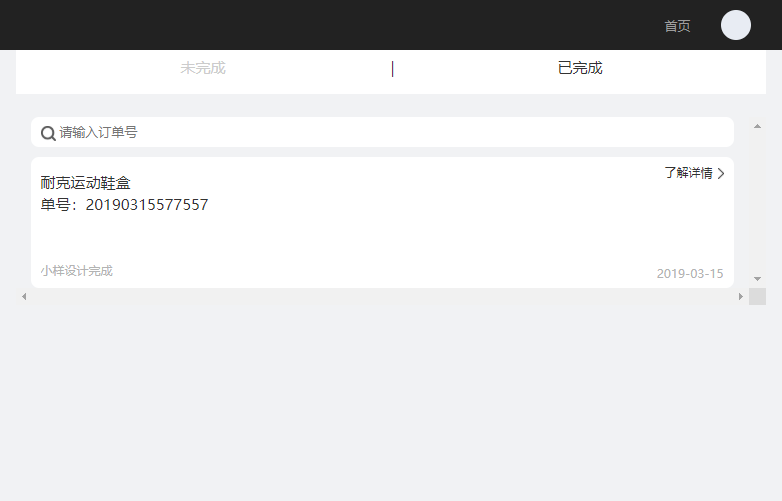 首页
未完成 | 已完成
请输入订单号
耐克运动鞋盒
了解详情
单号：20190315577557
小样设计完成
2019-03-15